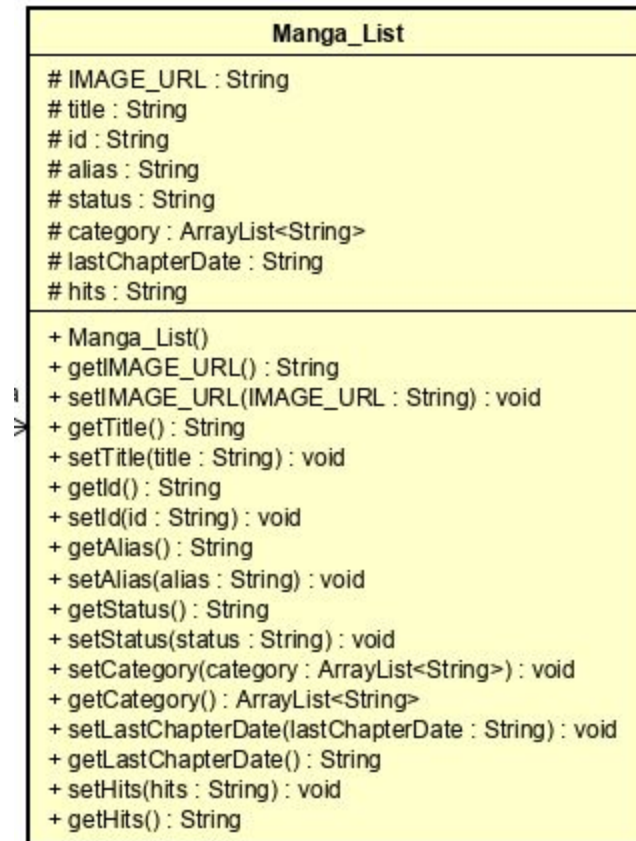 Manga_List
# IMAGE_URL : String
# title : String
# id : String
# alias : String
# status : String
# category : ArrayList<String>
# lastChapterDate : String
# hits : String
+ Manga_List()
+ getIMAGE_URL() : String
+ setIMAGE_URL(IMAGE_URL : String) : void
+ getTitle() : String
+ setTitle(title : String) : void
+ getId() : String
+ setId(id : String) : void
+ getAlias() : String
+ setAlias(alias : String) : void
+ getStatus() : String
+ setStatus(status : String) : void
+ setCategory(category : ArrayList<String>) : void
+ getCategory() : ArrayList<String>
+ setLastChapterDate(lastChapterDate : String) : void
+ getLastChapterDate() : String
+ setHits(hits : String) : void
+ getHits() : String